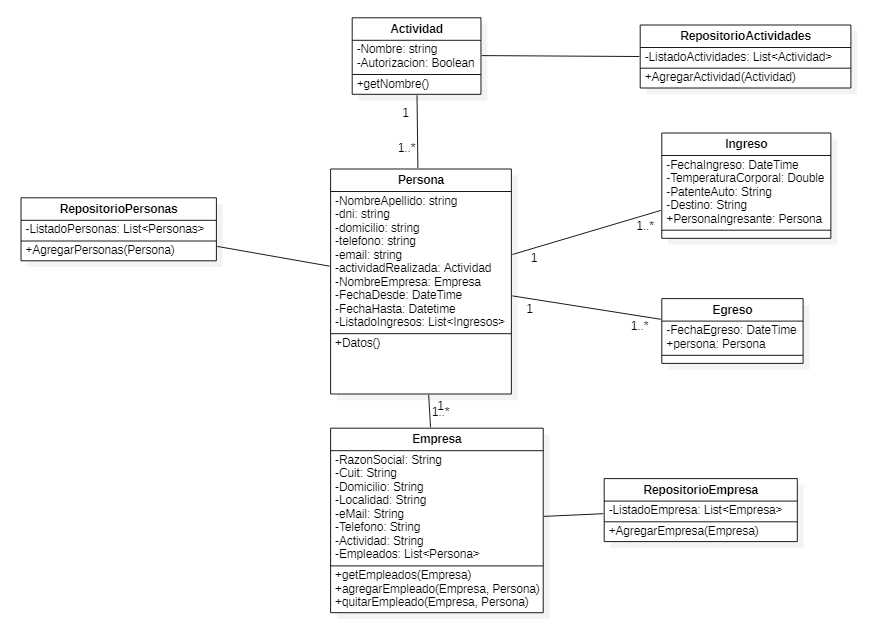 Actividad
-Nombre: string
-Autorizacion: Boolean
+getNombre()
RepositorioActividades
-ListadoActividades: List<Actividad>
+AgregarActividad(Actividad)
1
1..*
Ingreso
-FechaIngreso: DateTime
-TemperaturaCorporal: Double
-PatenteAuto: String
-Destino: String
+PersonaIngresante: Persona
RepositorioPersonas
-ListadoPersonas: List<Personas>
+AgregarPersonas(Persona)
Persona
-NombreApellido: string
-dni: string
-domicilio: string
-telefono: string
-email: string
-actividadRealizada: Actividad
-NombreEmpresa: Empresa
-FechaDesde: DateTime
-FechaHasta: Datetime
-ListadoIngresos: List<Ingresos>
+Datos()
1
1..*
1
1..*
Egreso
-FechaEgreso: DateTime
+persona: Persona
1
1..*
Empresa
-RazonSocial: String
-Cuit: String
-Domicilio: String
-Localidad: String
-eMail: String
-Telefono: String
-Actividad: String
-Empleados: List<Persona>
+getEmpleados(Empresa)
+agregarEmpleado(Empresa, Persona)
+quitarEmpleado(Empresa, Persona)
RepositorioEmpresa
-ListadoEmpresa: List<Empresa>
+AgregarEmpresa(Empresa)